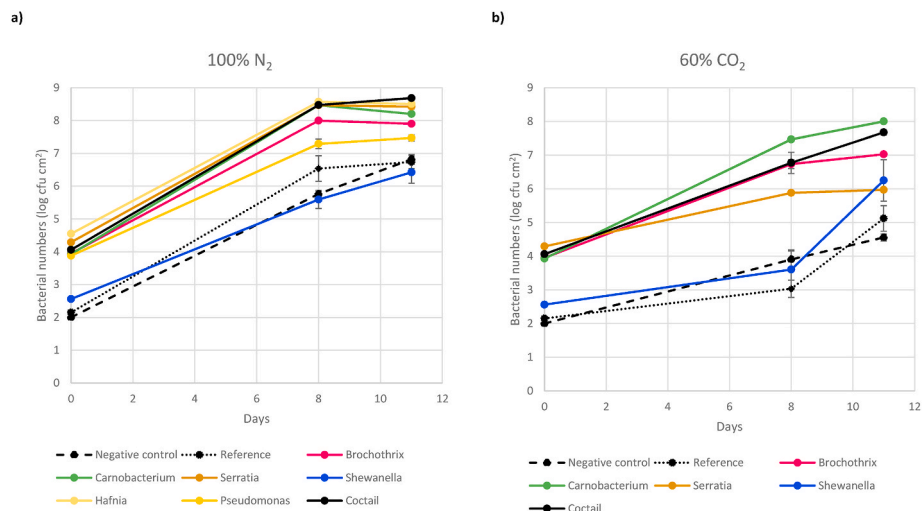 a)
100% N2
Bacterial numbers (log cfu cm2)
9
8
7
6
5
4
3
2
1
0
0 2 4 6 8 10 12
Days
Negative control Reference Brochothrix
Carnobacterium Serratia Shewanella
Hafnia Pseudomonas Coctail
b)
60% CO2
Bacterial numbers (log cfu cm2)
9
8
7
6
5
4
3
2
1
0
0 2 4 6 8 10 12
Days
Negative control Reference Brochothrix
Carnobacterium Serratia Shewanella
Coctail